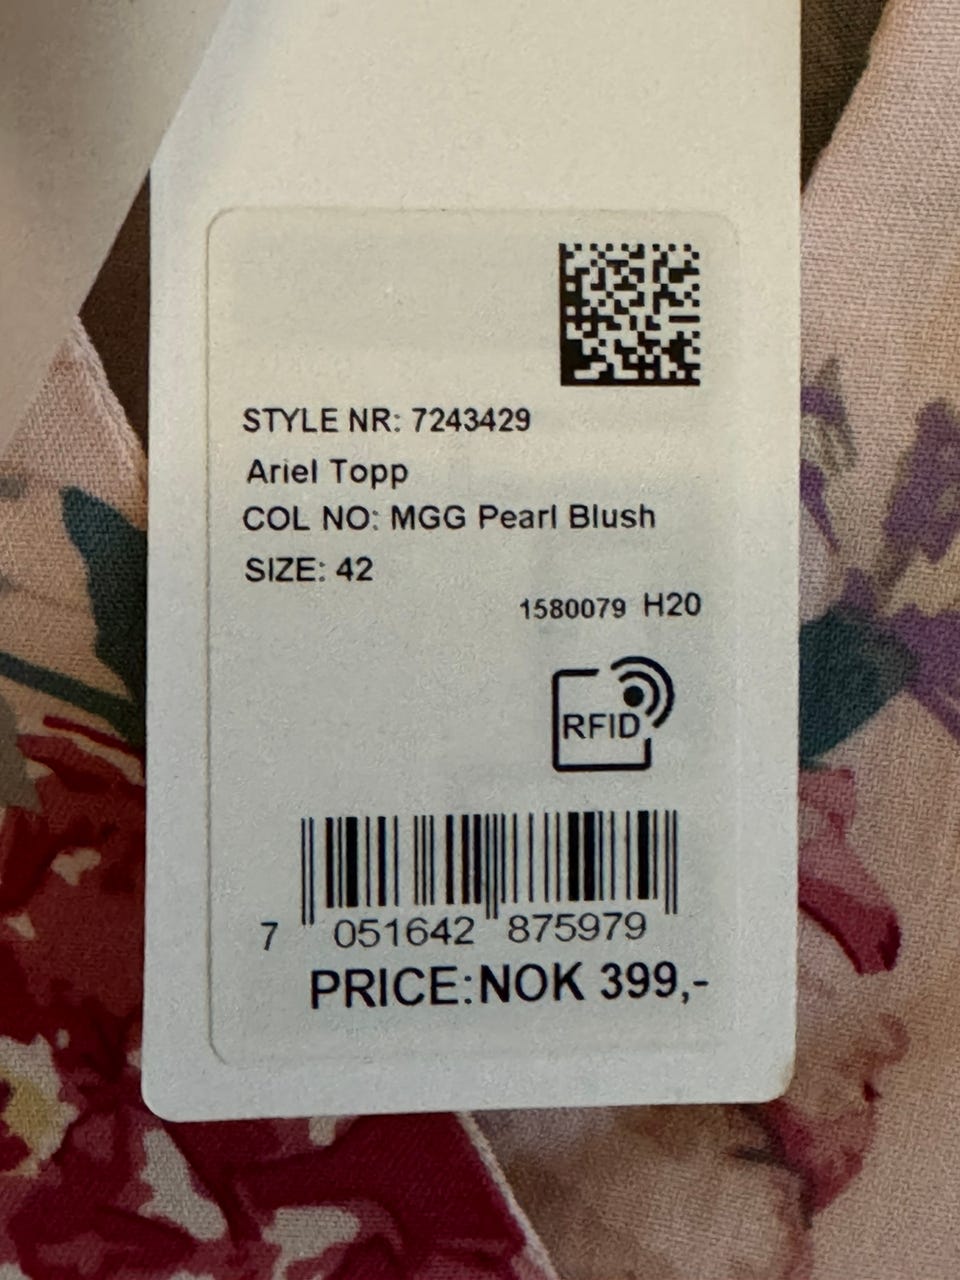 STYLE NR: 7243429
Ariel Topp
COL NO: MGG Pearl Blush
SIZE: 42
1580079 H20
RFID
7 051642 875979
PRICE:NOK 399,-